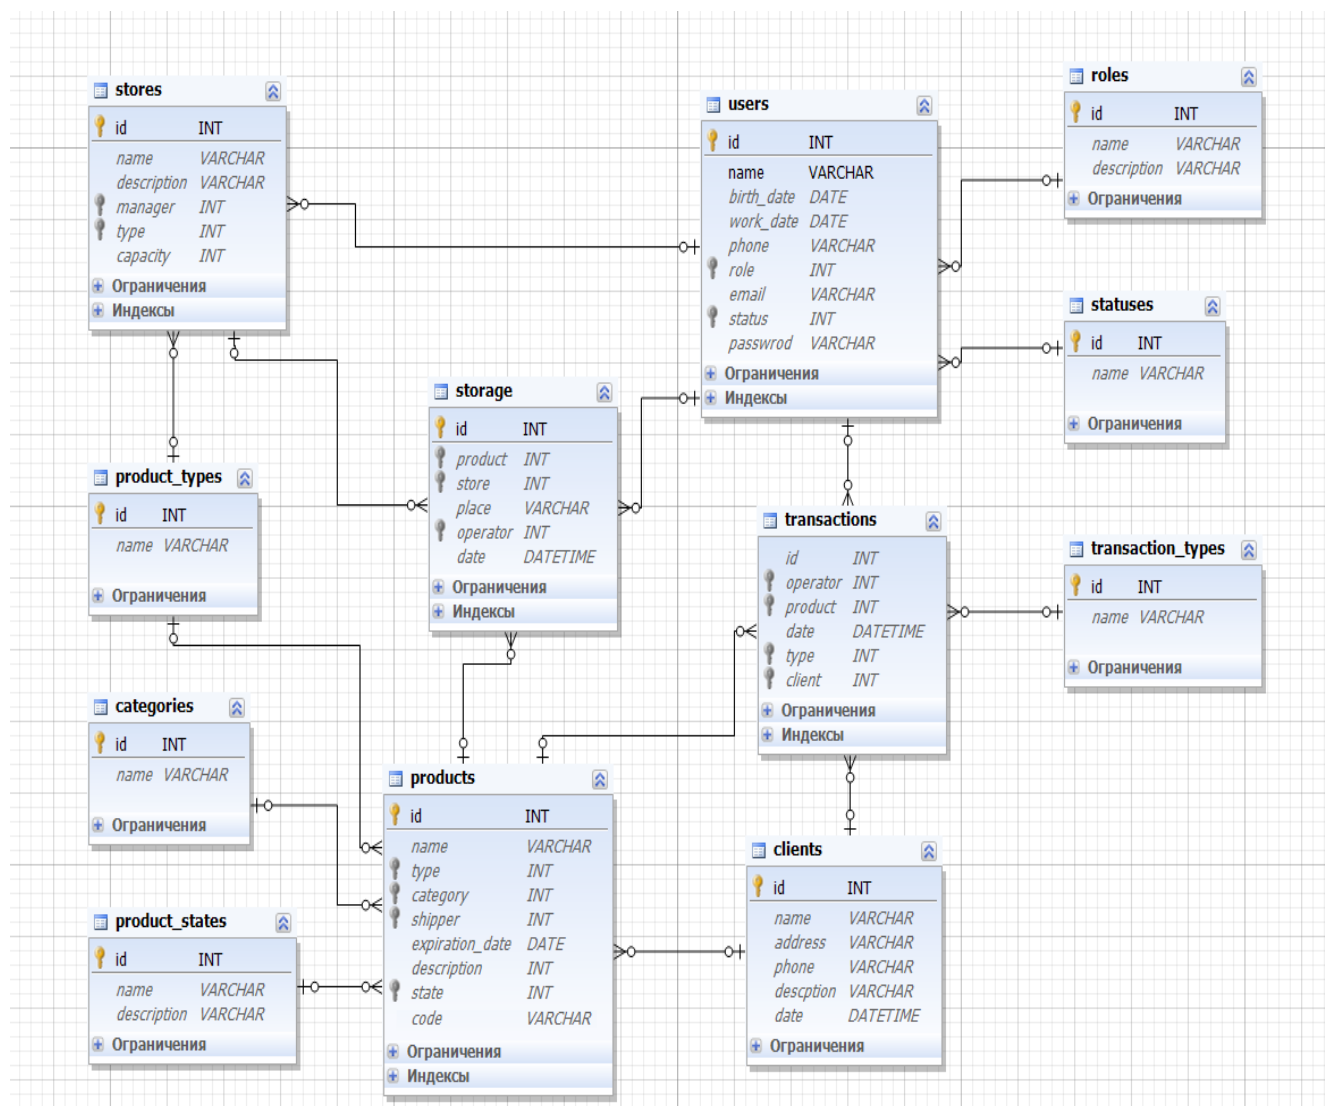 stores
id INT
name VARCHAR
description VARCHAR
manager INT
type INT
capacity INT
Ограничения
Индексы
users
id INT
name VARCHAR
birth_date DATE
work_date DATE
phone VARCHAR
role INT
email VARCHAR
status INT
passwrod VARCHAR
Ограничения
Индексы
roles
id INT
name VARCHAR
description VARCHAR
Ограничения
statuses
id INT
name VARCHAR
Ограничения
storage
id INT
product INT
store INT
place VARCHAR
operator INT
date DATETIME
Ограничения
Индексы
product_types
id INT
name VARCHAR
Ограничения
transactions
id INT
operator INT
product INT
date DATETIME
type INT
client INT
Ограничения
Индексы
transaction_types
id INT
name VARCHAR
Ограничения
categories
id INT
name VARCHAR
Ограничения
products
id INT
name VARCHAR
type INT
category INT
shipper INT
expiration_date DATE
description INT
state INT
code VARCHAR
Ограничения
Индексы
clients
id INT
name VARCHAR
address VARCHAR
phone VARCHAR
descption VARCHAR
date DATETIME
Ограничения
product_states
id INT
name VARCHAR
description VARCHAR
Ограничения